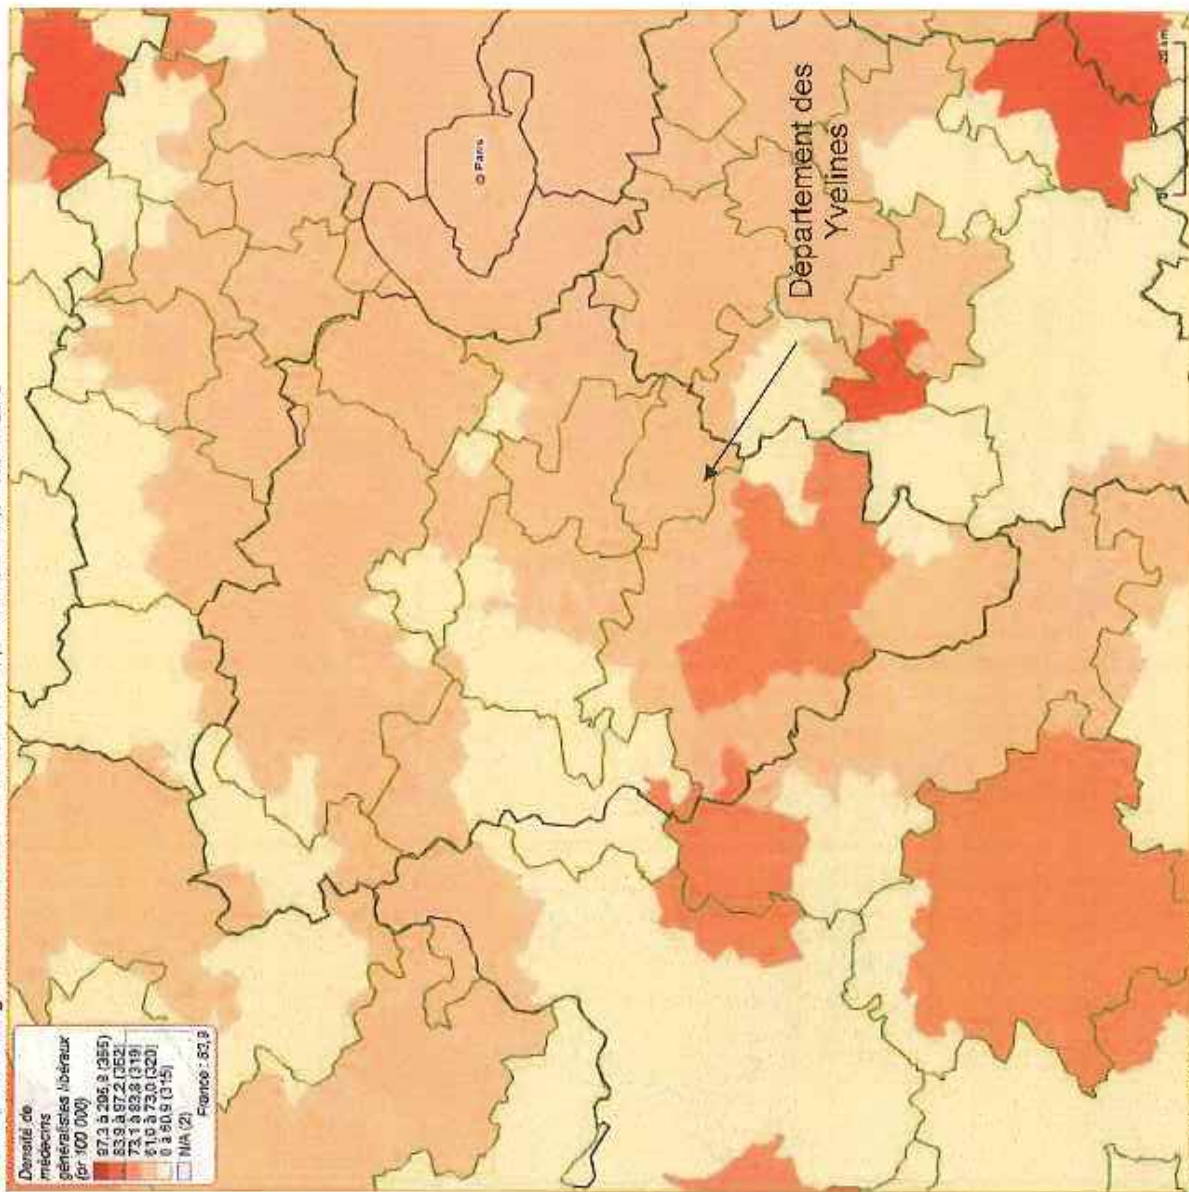 Densité de
médecins
généralistes libéraux
(pr 100 000)
97,3 à 295,8 (355)
83,9 à 97,2 (352)
73,1 à 83,8 (319)
61,0 à 73,0 (320)
0 à 60,9 (315)
N/A (2)
France : 83,9
Paris
Département des
Yvelines
20 km